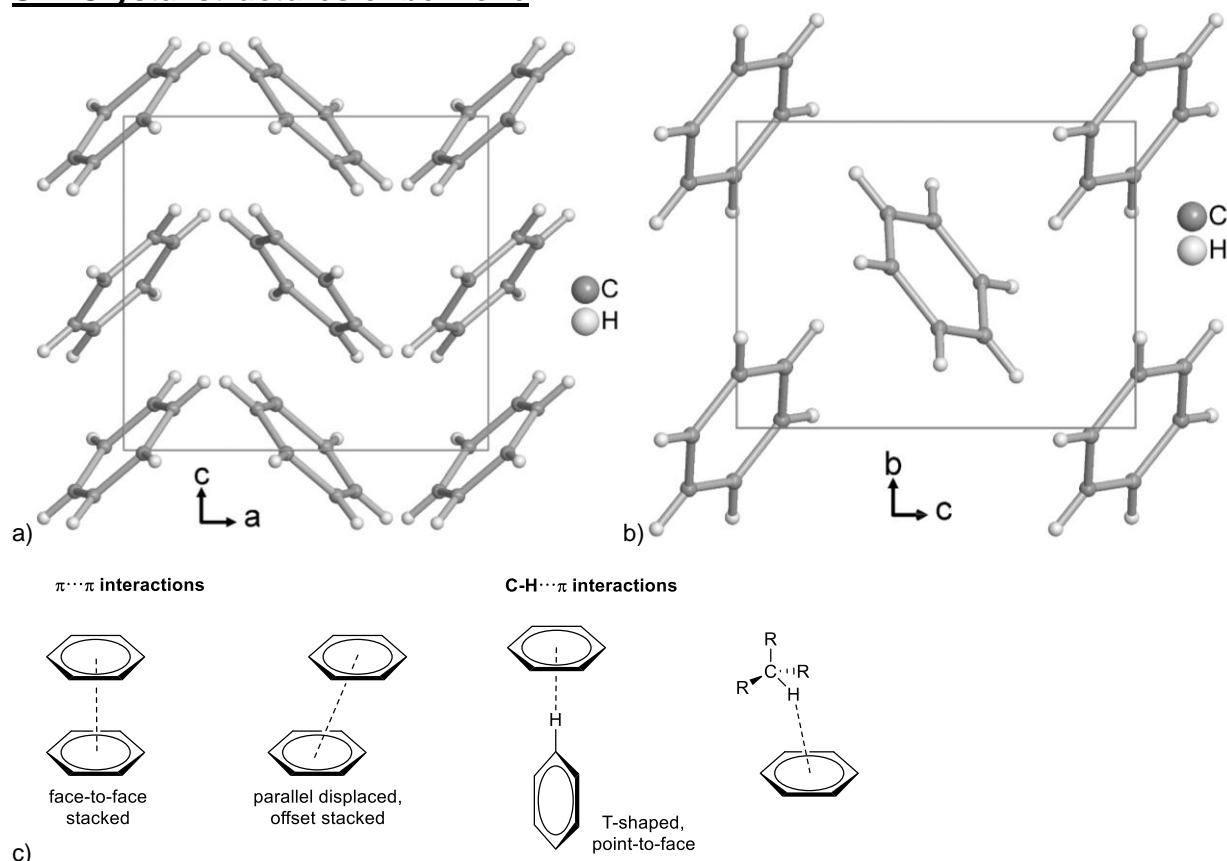 C
H
c
a
a)
C
H
b
c
b)
π···π interactions
face-to-face
stacked
parallel displaced,
offset stacked
C-H···π interactions
H
T-shaped,
point-to-face
R
C
R
R
H
c)